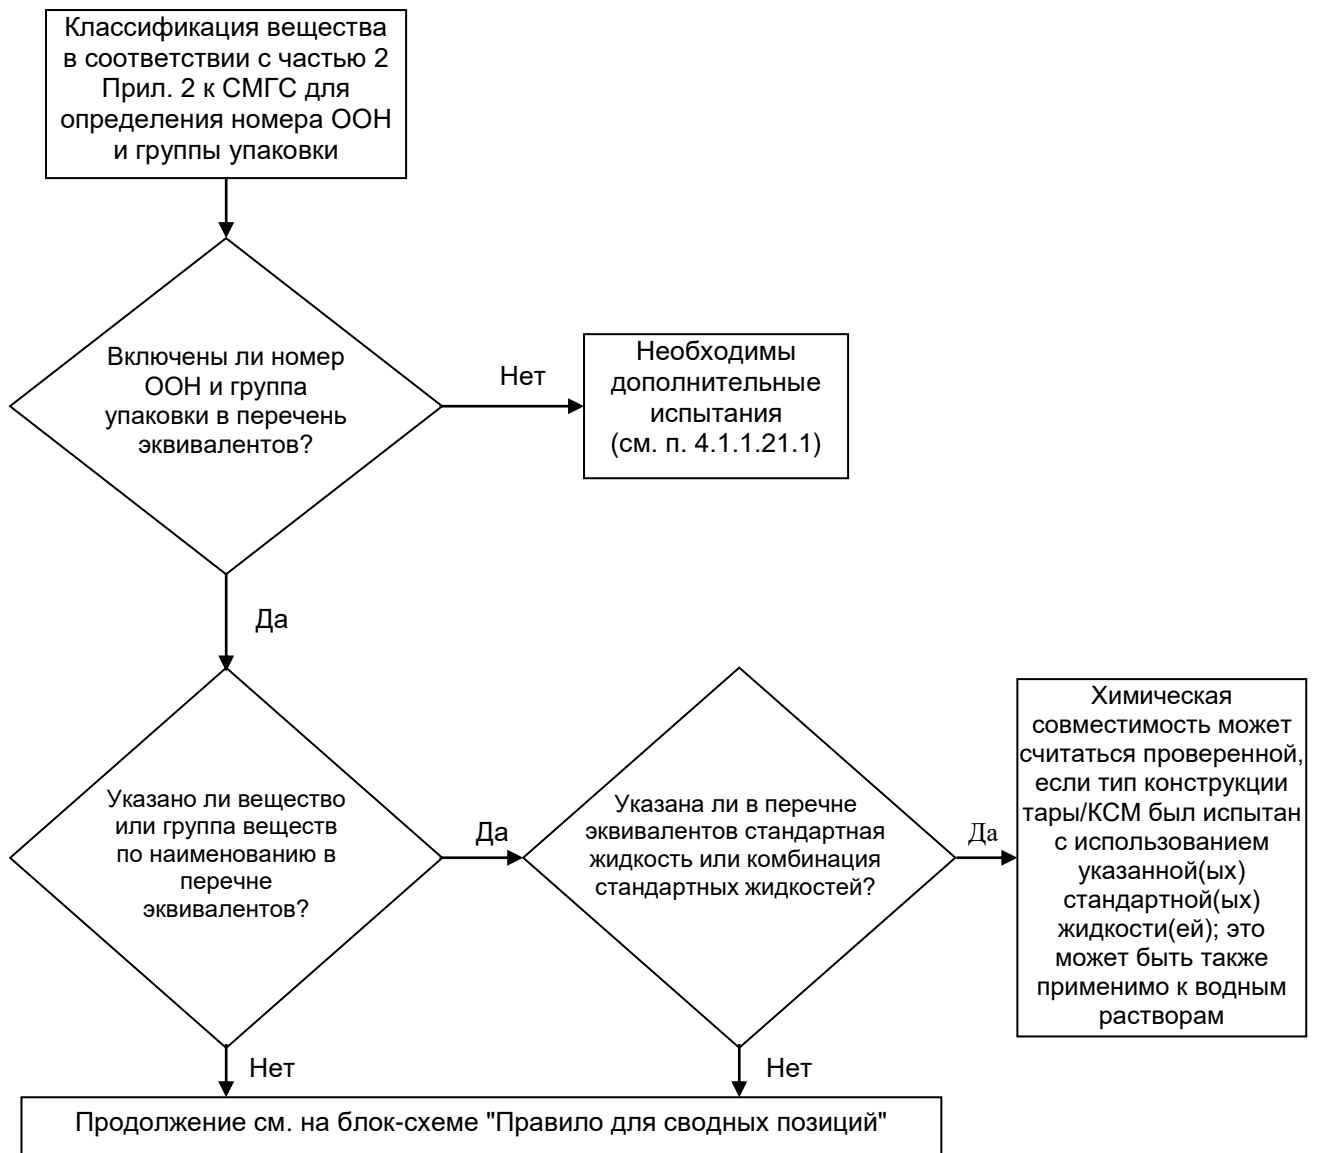 Классификация вещества
в соответствии с частью 2
Прил. 2 к СМГС для
определения номера ООН
и группы упаковки
Включены ли номер
ООН и группа
упаковки в перечень
эквивалентов?
Нет
Необходимы
дополнительные
испытания
(см. п. 4.1.1.21.1)
Да
Указано ли вещество
или группа веществ
по наименованию в
перечне
эквивалентов?
Да
Указана ли в перечне
эквивалентов стандартная
жидкость или комбинация
стандартных жидкостей?
Да
Химическая
совместимость может
считаться проверенной,
если тип конструкции
тары/КСМ был испытан
с использованием
указанной(ых)
стандартной(ых)
жидкости(ей); это
может быть также
применимо к водным
растворам
Нет
Нет
Продолжение см. на блок-схеме "Правило для сводных позиций"